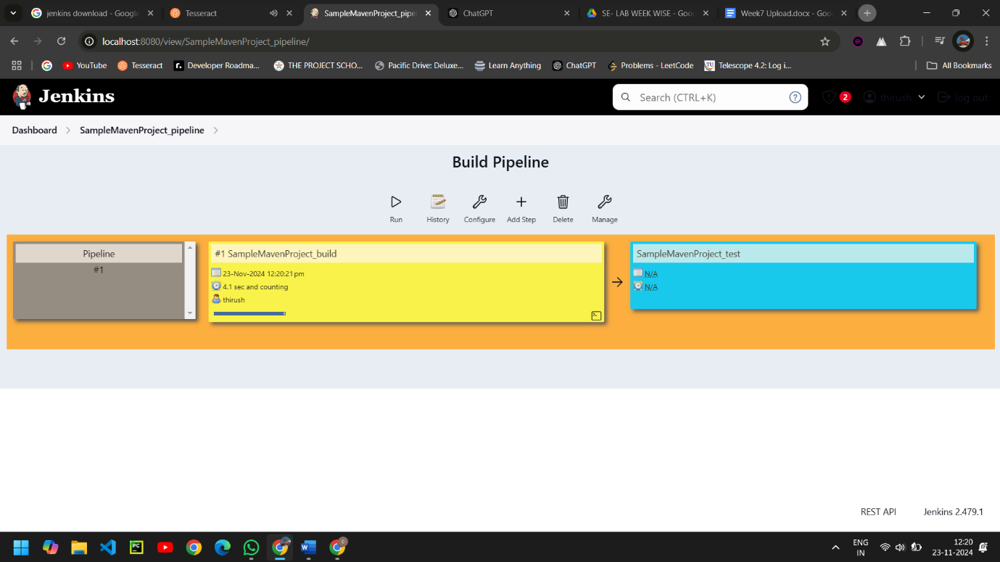 jenkins download - Google
Tesseract
SampleMavenProject_pipe
ChatGPT
SE- LAB WEEK WISE - Goo
Week7 Upload.docx - Goo
localhost:8080/view/SampleMavenProject_pipeline/
YouTube
Tesseract
Developer Roadma...
THE PROJECT SCHO...
Pacific Drive: Deluxe...
Learn Anything
ChatGPT
Problems - LeetCode
Telescope 4.2: Log i...
All Bookmarks
Jenkins
Search (CTRL+K)
2
thirush
log out
Dashboard
SampleMavenProject_pipeline
Build Pipeline
Run
History
Configure
Add Step
Delete
Manage
Pipeline
#1
#1 SampleMavenProject_build
23-Nov-2024 12:20:21 pm
4.1 sec and counting
thirush
SampleMavenProject_test
N/A
N/A
REST API
Jenkins 2.479.1
ENG
IN
12:20
23-11-2024